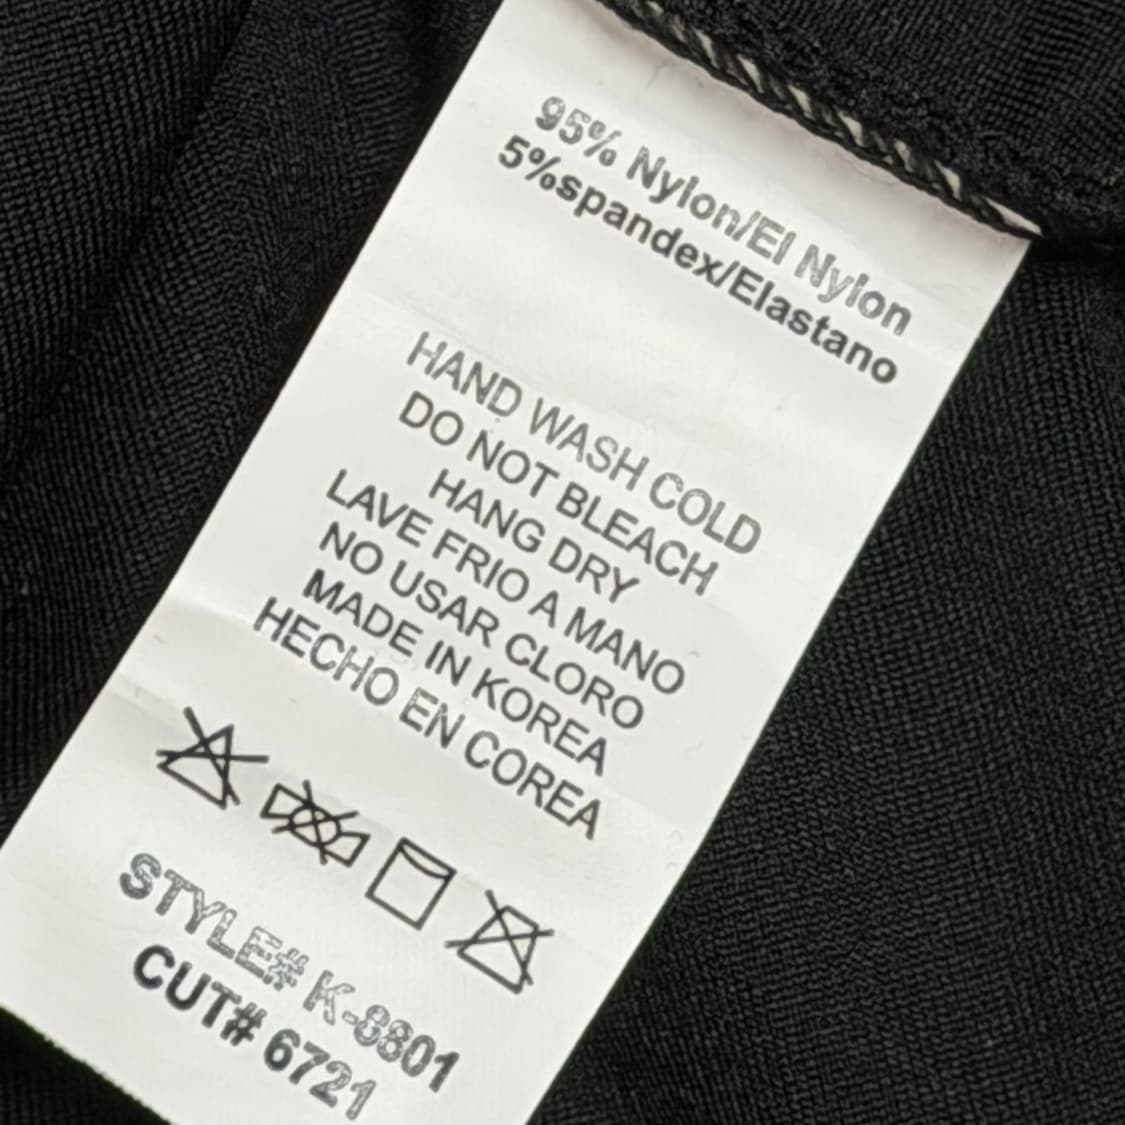 95% Nylon/El Nylon
5%spandex/Elastano
HAND WASH COLD
DO NOT BLEACH
HANG DRY
LAVE FRIO A MANO
NO USAR CLORO
MADE IN KOREA
HECHO EN COREA
STYLE# K-8801
CUT# 6721